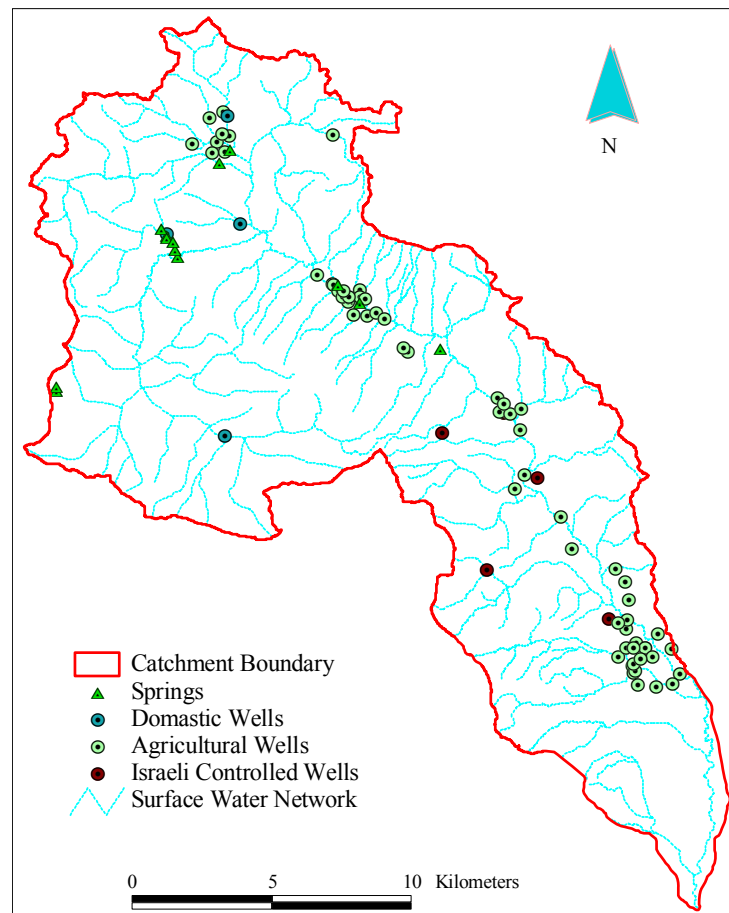 N
Catchment Boundary
Springs
Domastic Wells
Agricultural Wells
Israeli Controlled Wells
Surface Water Network
0 5 10 Kilometers